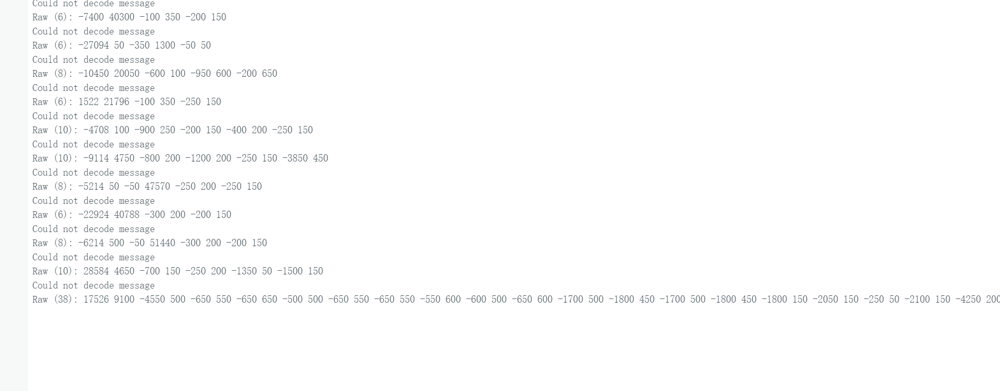 Could not decode message
Raw (6): -7400 40300 -100 350 -200 150
Could not decode message
Raw (6): -27094 50 -350 1300 -50 50
Could not decode message
Raw (8): -10450 20050 -600 100 -950 600 -200 650
Could not decode message
Raw (6): 1522 21796 -100 350 -250 150
Could not decode message
Raw (10): -4708 100 -900 250 -200 150 -400 200 -250 150
Could not decode message
Raw (10): -9114 4750 -800 200 -1200 200 -250 150 -3850 450
Could not decode message
Raw (8): -5214 50 -50 47570 -250 200 -250 150
Could not decode message
Raw (6): -22924 40788 -300 200 -200 150
Could not decode message
Raw (8): -6214 500 -50 51440 -300 200 -200 150
Could not decode message
Raw (10): 28584 4650 -700 150 -250 200 -1350 50 -1500 150
Could not decode message
Raw (38): 17526 9100 -4550 500 -650 550 -650 650 -500 500 -650 550 -650 550 -550 600 -600 500 -650 600 -1700 500 -1800 450 -1700 500 -1800 450 -1800 150 -2050 150 -250 50 -2100 150 -4250 200